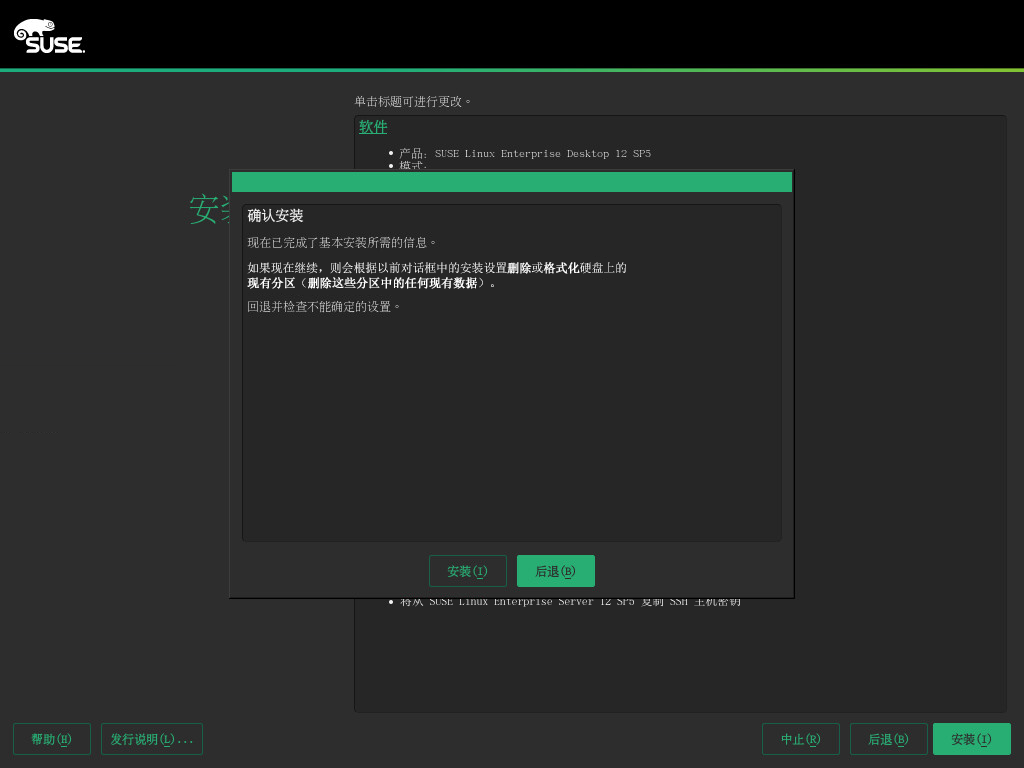 SUSE.
单击标题可进行更改。
软件
产品: SUSE Linux Enterprise Desktop 12 SP5
模式:
安装
确认安装
现在已完成了基本安装所需的信息。
如果现在继续，则会根据以前对话框中的安装设置删除或格式化硬盘上的
现有分区（删除这些分区中的任何现有数据）。
回退并检查不能确定的设置。
安装(I) 后退(B)
将从 SUSE Linux Enterprise Server 12 SP5 复制 SSH 主机密钥
帮助(H) 发行说明(L)... 中止(R) 后退(B) 安装(I)